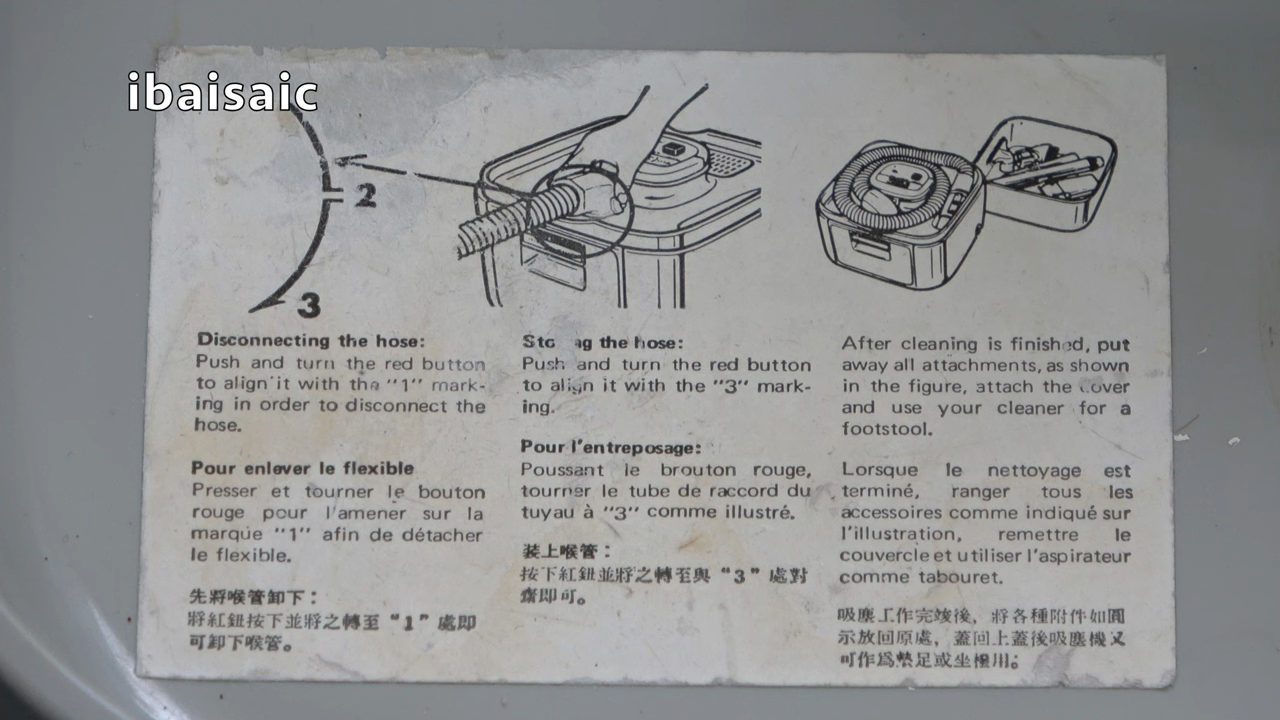 ibaisaic
2
3
Disconnecting the hose:
Push and turn the red button
to align it with the "1" mark-
ing in order to disconnect the
hose.
Pour enlever le flexible
Presser et tourner le bouton
rouge pour l'amener sur la
marque "1" afin de détacher
le flexible.
先將喉管卸下：
將紅鈕按下並將之轉至"1"處即
可卸下喉管。
the hose:
Push and turn the red button
to align it with the "3" mark-
ing.
Pour l'entreposage:
Poussant le brouton rouge,
tourner le tube de raccord du
tuyau à "3" comme illustré.
裝上喉管：
按下紅鈕並將之轉至與"3"處對
齋即可。
After cleaning is finished, put
away all attachments, as shown
in the figure, attach the cover
and use your cleaner for a
footstool.
Lorsque le nettoyage est
terminé, ranger tous les
accessoires comme indiqué sur
l'illustration, remettre le
couvercle et utiliser l'aspirateur
comme tabouret.
吸塵工作完竣後，將各種附件如圖
示放回原處，蓋回上蓋後吸塵機又
可作爲墊足或坐櫈用。